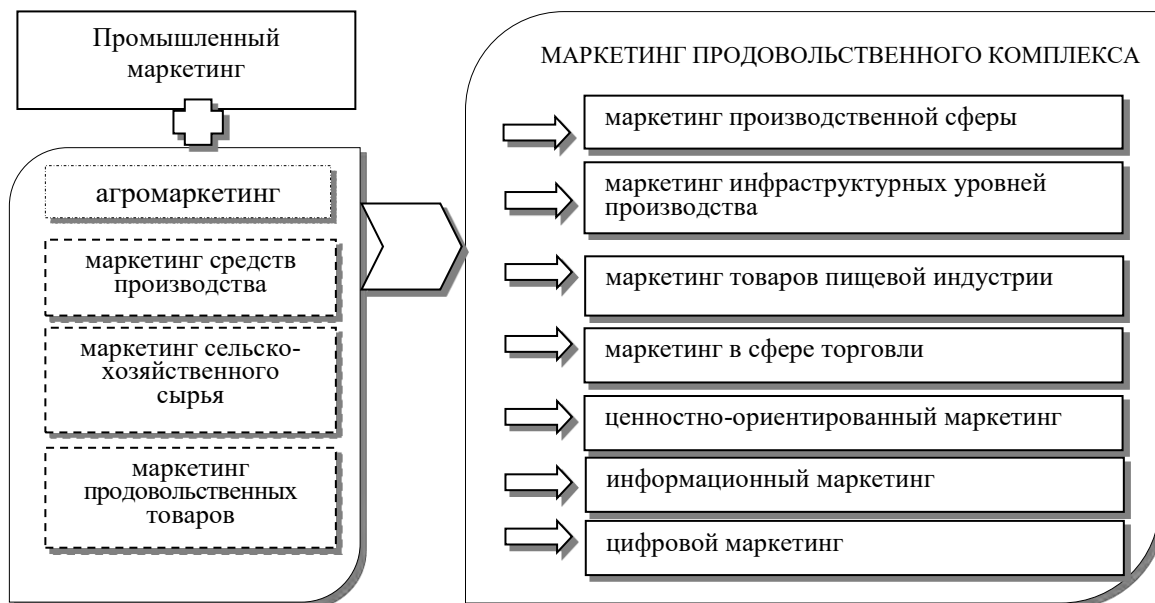 Промышленный
маркетинг
агромаркетинг
маркетинг средств
производства
маркетинг сельско-
хозяйственного
сырья
маркетинг
продовольственных
товаров
МАРКЕТИНГ ПРОДОВОЛЬСТВЕННОГО КОМПЛЕКСА
маркетинг производственной сферы
маркетинг инфраструктурных уровней
производства
маркетинг товаров пищевой индустрии
маркетинг в сфере торговли
ценностно-ориентированный маркетинг
информационный маркетинг
цифровой маркетинг